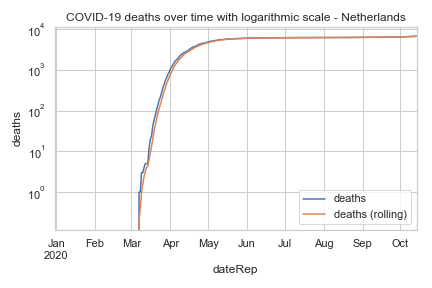 COVID-19 deaths over time with logarithmic scale - Netherlands
10⁴
10³
10²
10¹
10⁰
deaths
deaths
deaths (rolling)
Jan Feb Mar Apr May Jun Jul Aug Sep Oct
2020
dateRep